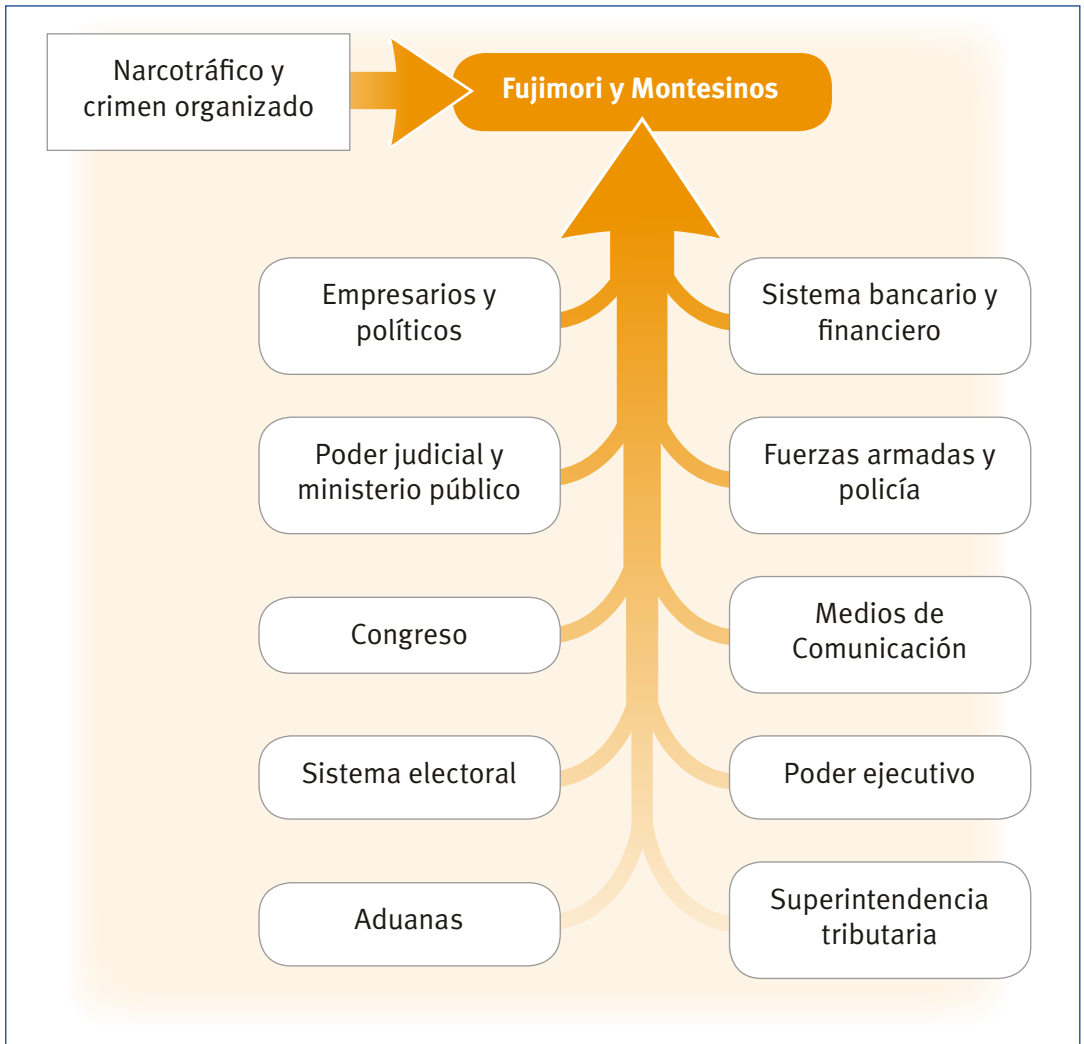 Narcotráfico y
crimen organizado
Fujimori y Montesinos
Empresarios y
políticos
Sistema bancario y
financiero
Poder judicial y
ministerio público
Fuerzas armadas y
policía
Congreso
Medios de
Comunicación
Sistema electoral
Poder ejecutivo
Aduanas
Superintendencia
tributaria